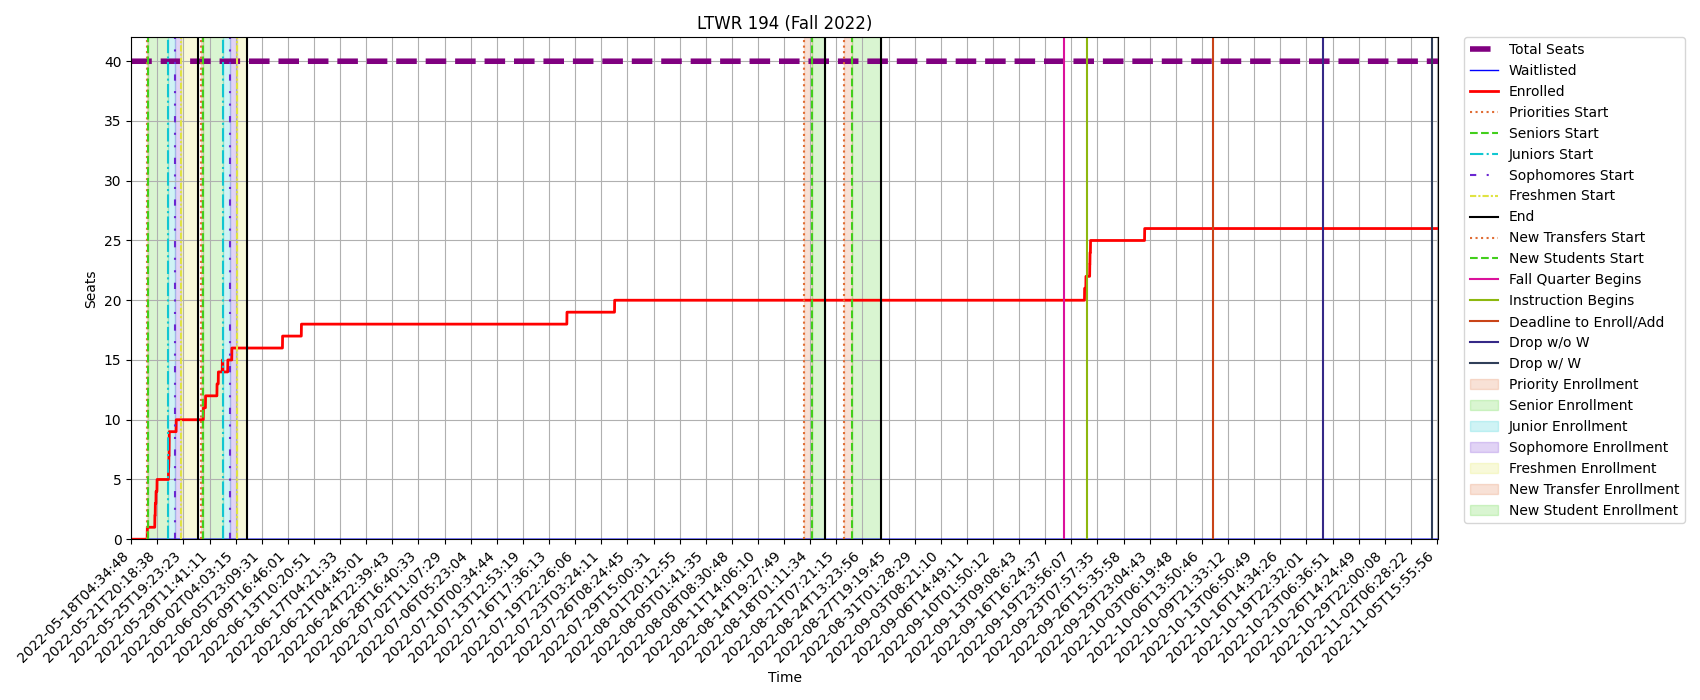 LTWR 194 (Fall 2022)
Seats
40
35
30
25
20
15
10
5
0
2022-05-18T04:34:48
2022-05-21T20:18:38
2022-05-25T19:23:23
2022-05-29T11:41:11
2022-06-02T04:03:15
2022-06-05T23:09:31
2022-06-09T16:46:01
2022-06-13T10:20:51
2022-06-17T04:21:33
2022-06-21T04:45:01
2022-06-24T22:39:43
2022-06-28T16:40:33
2022-07-02T11:07:29
2022-07-06T05:23:04
2022-07-10T00:34:44
2022-07-13T12:53:19
2022-07-16T17:36:13
2022-07-19T22:26:06
2022-07-23T03:24:11
2022-07-26T08:24:45
2022-07-29T15:00:31
2022-08-01T20:12:55
2022-08-05T01:41:35
2022-08-08T08:30:48
2022-08-11T14:06:10
2022-08-14T19:27:49
2022-08-18T01:11:34
2022-08-21T07:21:15
2022-08-24T13:23:56
2022-08-27T19:19:45
2022-08-31T01:28:29
2022-09-03T08:21:10
2022-09-06T14:49:11
2022-09-10T01:50:12
2022-09-13T09:08:43
2022-09-16T16:24:37
2022-09-19T23:56:07
2022-09-23T07:57:35
2022-09-26T15:35:58
2022-09-29T23:04:43
2022-10-03T06:19:48
2022-10-06T13:50:46
2022-10-09T21:33:12
2022-10-13T06:50:49
2022-10-16T14:34:26
2022-10-19T22:32:01
2022-10-23T06:36:51
2022-10-26T14:24:49
2022-10-29T22:00:08
2022-11-02T06:28:22
2022-11-05T15:55:56
Time
Total Seats
Waitlisted
Enrolled
Priorities Start
Seniors Start
Juniors Start
Sophomores Start
Freshmen Start
End
New Transfers Start
New Students Start
Fall Quarter Begins
Instruction Begins
Deadline to Enroll/Add
Drop w/o W
Drop w/ W
Priority Enrollment
Senior Enrollment
Junior Enrollment
Sophomore Enrollment
Freshmen Enrollment
New Transfer Enrollment
New Student Enrollment